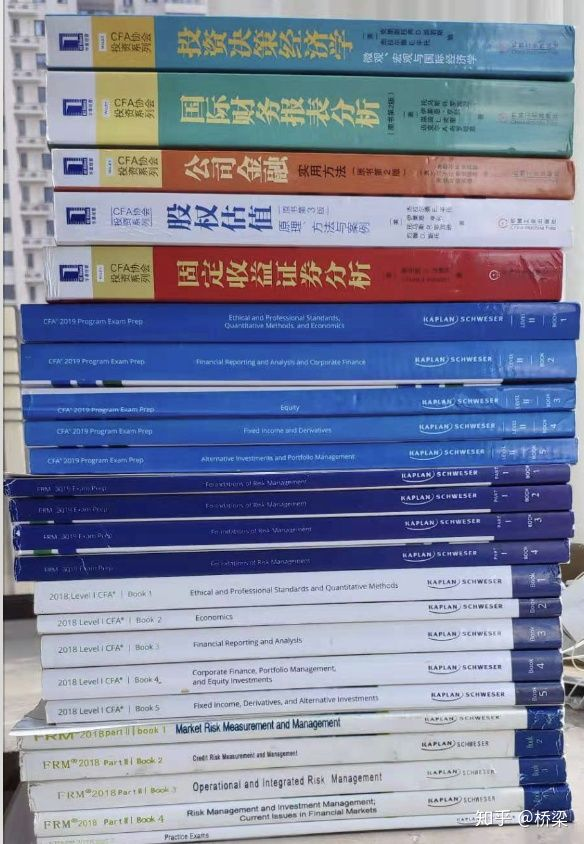 CFA协会
投资系列
投资决策经济学
微观、宏观与国际经济学
CFA协会
投资系列
国际财务报表分析
(原书第2版)
CFA协会
投资系列
公司金融
实用方法
(原书第2版)
CFA协会
投资系列
股权估值
原书第3版
原理、方法与案例
机械工业出版社
China Machine Press
CFA协会
投资系列
固定收益证券分析
CFA® 2019 Program Exam Prep
Ethical and Professional Standards,
Quantitative Methods, and Economics
KAPLAN SCHWESER
LEVEL II
BOOK 1
CFA® 2019 Program Exam Prep
Financial Reporting and Analysis and Corporate Finance
KAPLAN SCHWESER
LEVEL II
BOOK 2
CFA® 2019 Program Exam Prep
Equity
KAPLAN SCHWESER
LEVEL II
BOOK 3
CFA® 2019 Program Exam Prep
Fixed Income and Derivatives
KAPLAN SCHWESER
LEVEL II
BOOK 4
CFA® 2019 Program Exam Prep
Alternative Investments and Portfolio Management
KAPLAN SCHWESER
LEVEL II
BOOK 5
FRM 2019 Exam Prep
Foundations of Risk Management
KAPLAN SCHWESER
PART I
BOOK 1
FRM 2019 Exam Prep
Foundations of Risk Management
KAPLAN SCHWESER
PART I
BOOK 2
FRM 2019 Exam Prep
Foundations of Risk Management
KAPLAN SCHWESER
PART I
BOOK 3
FRM 2019 Exam Prep
Foundations of Risk Management
KAPLAN SCHWESER
PART I
BOOK 4
2018 Level I CFA® | Book 1
Ethical and Professional Standards and Quantitative Methods
KAPLAN SCHWESER
Book 1
2018 Level I CFA® | Book 2
Economics
KAPLAN SCHWESER
Book 2
2018 Level I CFA® | Book 3
Financial Reporting and Analysis
KAPLAN SCHWESER
Book 3
2018 Level I CFA® | Book 4
Corporate Finance, Portfolio Management,
and Equity Investments
KAPLAN SCHWESER
Book 4
2018 Level I CFA® | Book 5
Fixed Income, Derivatives, and Alternative Investments
KAPLAN SCHWESER
Book 5
FRM® 2018 Part II | Book 1
Market Risk Measurement and Management
KAPLAN SCHWESER
Book
FRM® 2018 Part II | Book 2
Credit Risk Measurement and Management
KAPLAN SCHWESER
Book 2
FRM® 2018 Part II | Book 3
Operational and Integrated Risk Management
KAPLAN SCHWESER
Book 3
FRM® 2018 Part II | Book 4
Risk Management and Investment Management;
Current Issues in Financial Markets
KAPLAN SCHWESER
Practice Exams
知乎 @桥梁